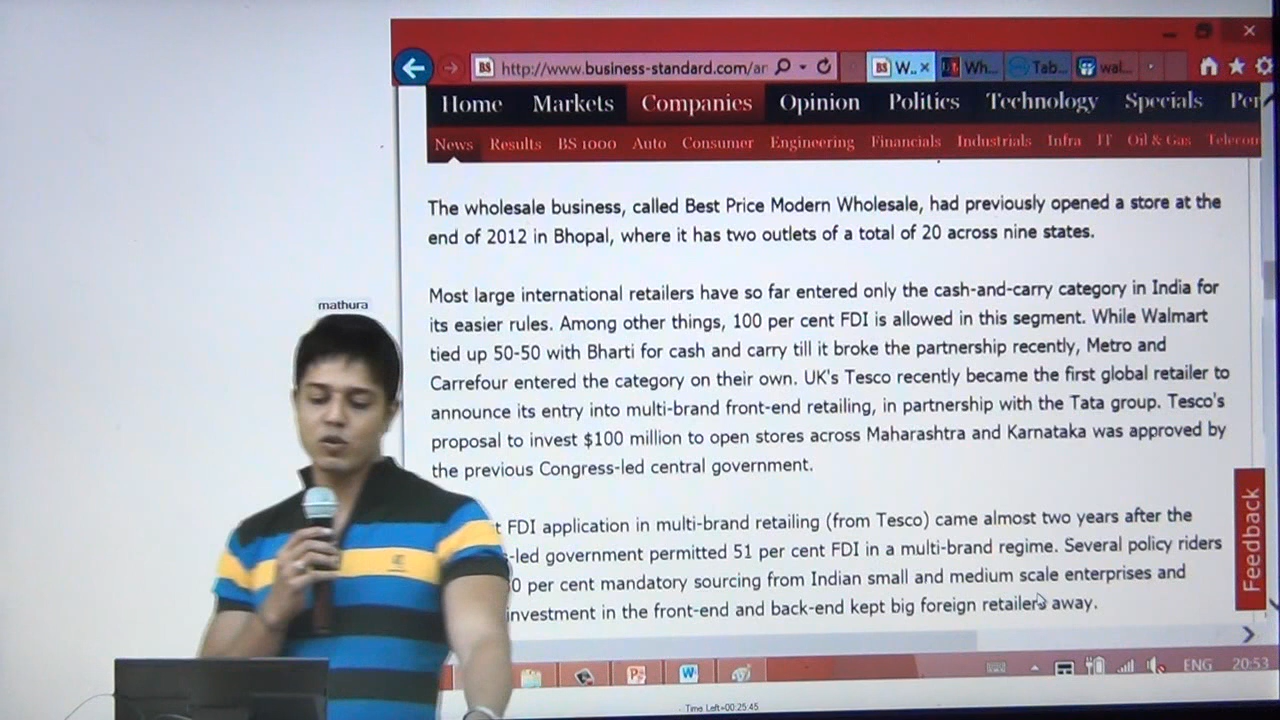 http://www.business-standard.com/ar
W..
Wh...
Tab...
wal...
Home Markets Companies Opinion Politics Technology Specials
News Results BS 1000 Auto Consumer Engineering Financials Industrials Infra IT Oil & Gas
The wholesale business, called Best Price Modern Wholesale, had previously opened a store at the
end of 2012 in Bhopal, where it has two outlets of a total of 20 across nine states.
Most large international retailers have so far entered only the cash-and-carry category in India for
its easier rules. Among other things, 100 per cent FDI is allowed in this segment. While Walmart
tied up 50-50 with Bharti for cash and carry till it broke the partnership recently, Metro and
Carrefour entered the category on their own. UK's Tesco recently became the first global retailer to
announce its entry into multi-brand front-end retailing, in partnership with the Tata group. Tesco's
proposal to invest $100 million to open stores across Maharashtra and Karnataka was approved by
the previous Congress-led central government.
t FDI application in multi-brand retailing (from Tesco) came almost two years after the
-led government permitted 51 per cent FDI in a multi-brand regime. Several policy riders
0 per cent mandatory sourcing from Indian small and medium scale enterprises and
investment in the front-end and back-end kept big foreign retailers away.
Feedback
mathura
ENG 20:53
Time Left=00:25:45